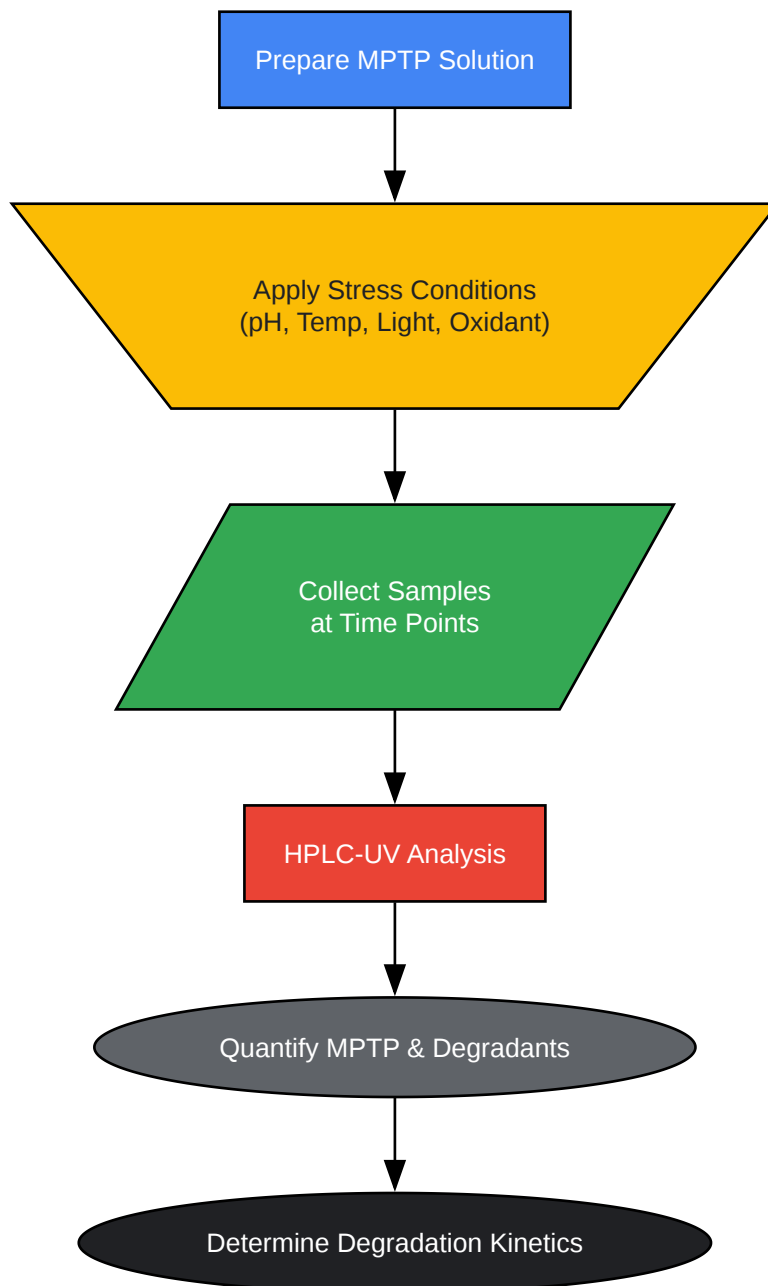 Prepare MPTP Solution
Apply Stress Conditions
(pH, Temp, Light, Oxidant)
Collect Samples
at Time Points
HPLC-UV Analysis
Quantify MPTP & Degradants
Determine Degradation Kinetics